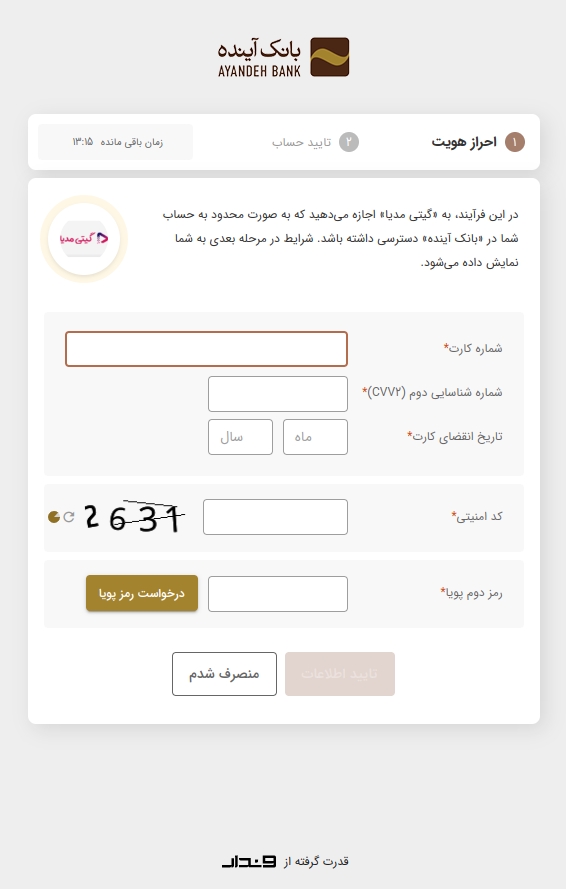 بانک آینده
AYANDEH BANK
۱ احراز هویت
۲ تایید حساب
زمان باقی مانده ۱۳:۱۵
در این فرآیند، به «گیتی مدیا» اجازه می‌دهید که به صورت محدود به حساب
شما در «بانک آینده» دسترسی داشته باشد. شرایط در مرحله بعدی به شما
نمایش داده می‌شود.
گیتی مدیا
شماره کارت*
شماره شناسایی دوم (CVV۲)*
تاریخ انقضای کارت*
ماه
سال
کد امنیتی*
2631
رمز دوم پویا*
درخواست رمز پویا
تایید اطلاعات
منصرف شدم
قدرت گرفته از وندار